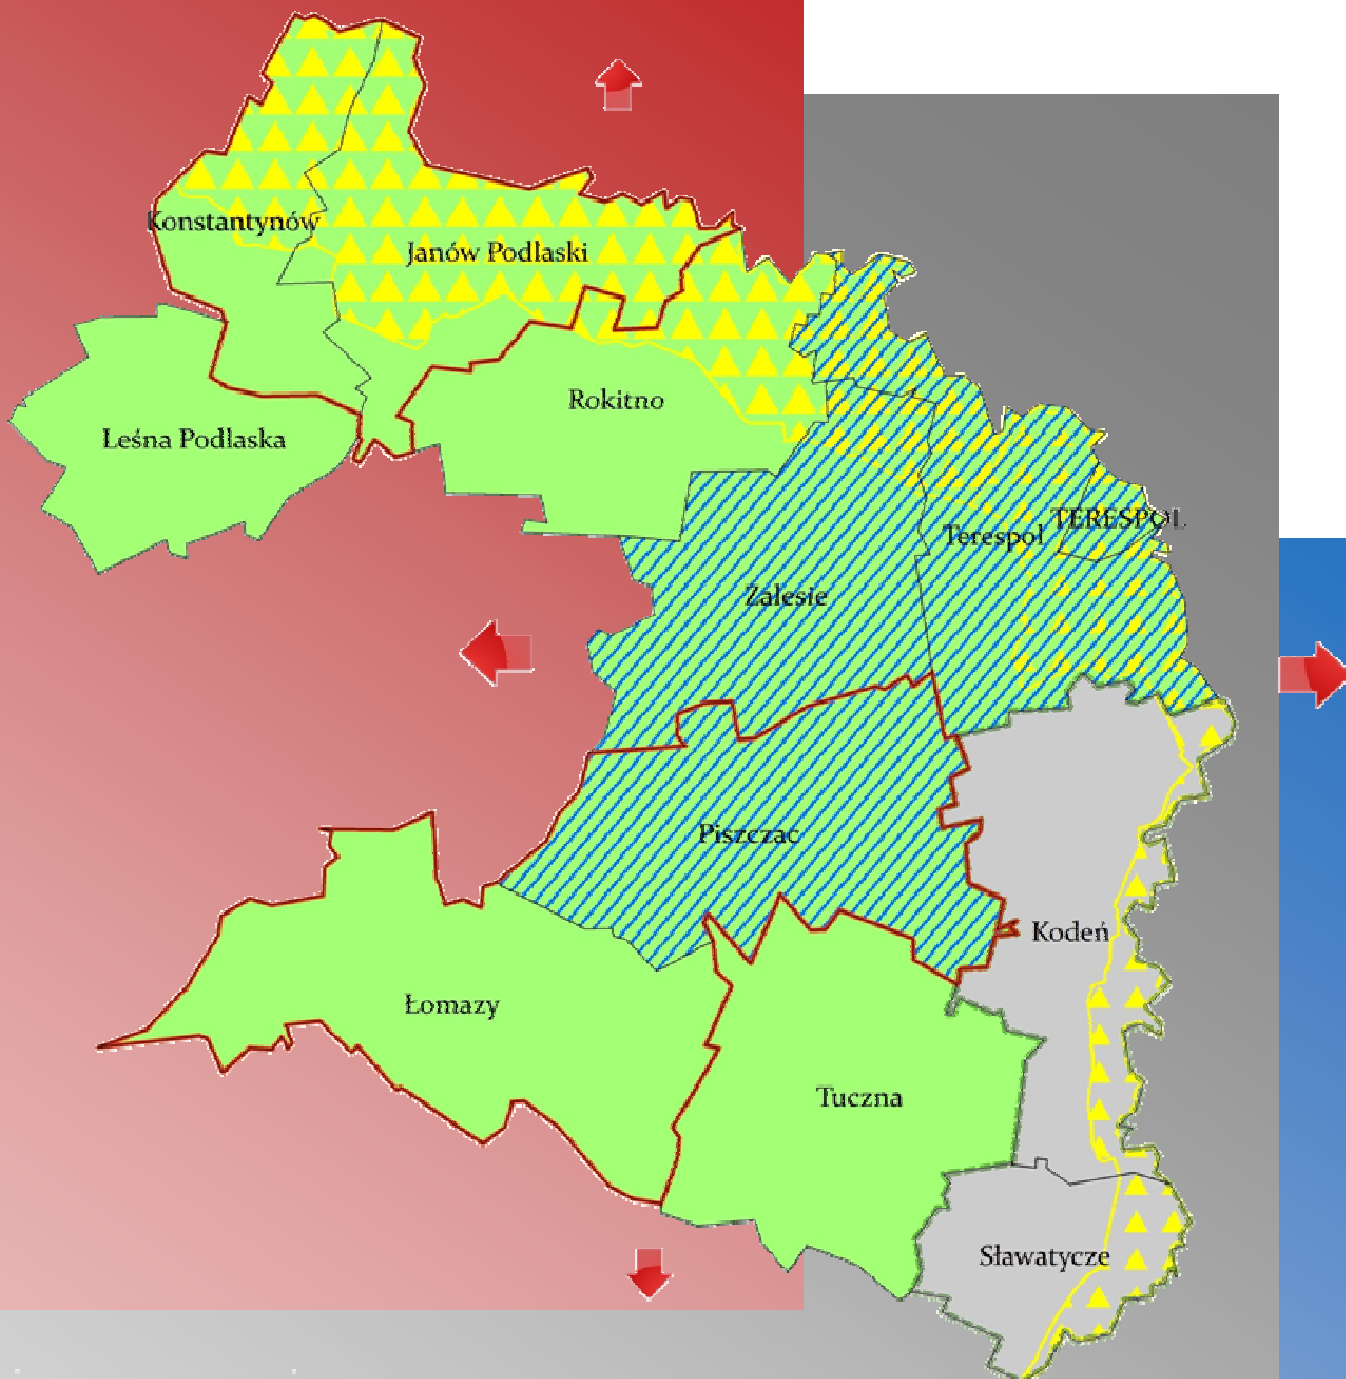 Konstantynów
Janów Podlaski
Rokitno
Leśna Podlaska
TERESPOL
Terespol
Zalesie
Piszczac
Kodeń
Łomazy
Tuczna
Sławatycze